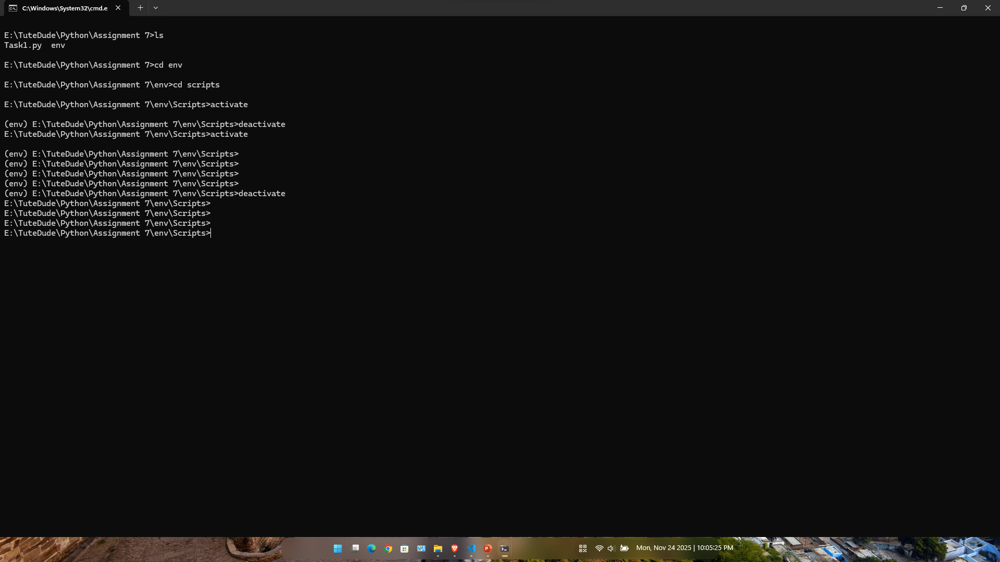 C:\Windows\System32\cmd.e
E:\TuteDude\Python\Assignment 7>ls
Task1.py  env
E:\TuteDude\Python\Assignment 7>cd env
E:\TuteDude\Python\Assignment 7\env>cd scripts
E:\TuteDude\Python\Assignment 7\env\Scripts>activate
(env) E:\TuteDude\Python\Assignment 7\env\Scripts>deactivate
E:\TuteDude\Python\Assignment 7\env\Scripts>activate
(env) E:\TuteDude\Python\Assignment 7\env\Scripts>
(env) E:\TuteDude\Python\Assignment 7\env\Scripts>
(env) E:\TuteDude\Python\Assignment 7\env\Scripts>
(env) E:\TuteDude\Python\Assignment 7\env\Scripts>
(env) E:\TuteDude\Python\Assignment 7\env\Scripts>deactivate
E:\TuteDude\Python\Assignment 7\env\Scripts>
E:\TuteDude\Python\Assignment 7\env\Scripts>
E:\TuteDude\Python\Assignment 7\env\Scripts>
E:\TuteDude\Python\Assignment 7\env\Scripts>
Mon, Nov 24 2025 | 10:05:25 PM